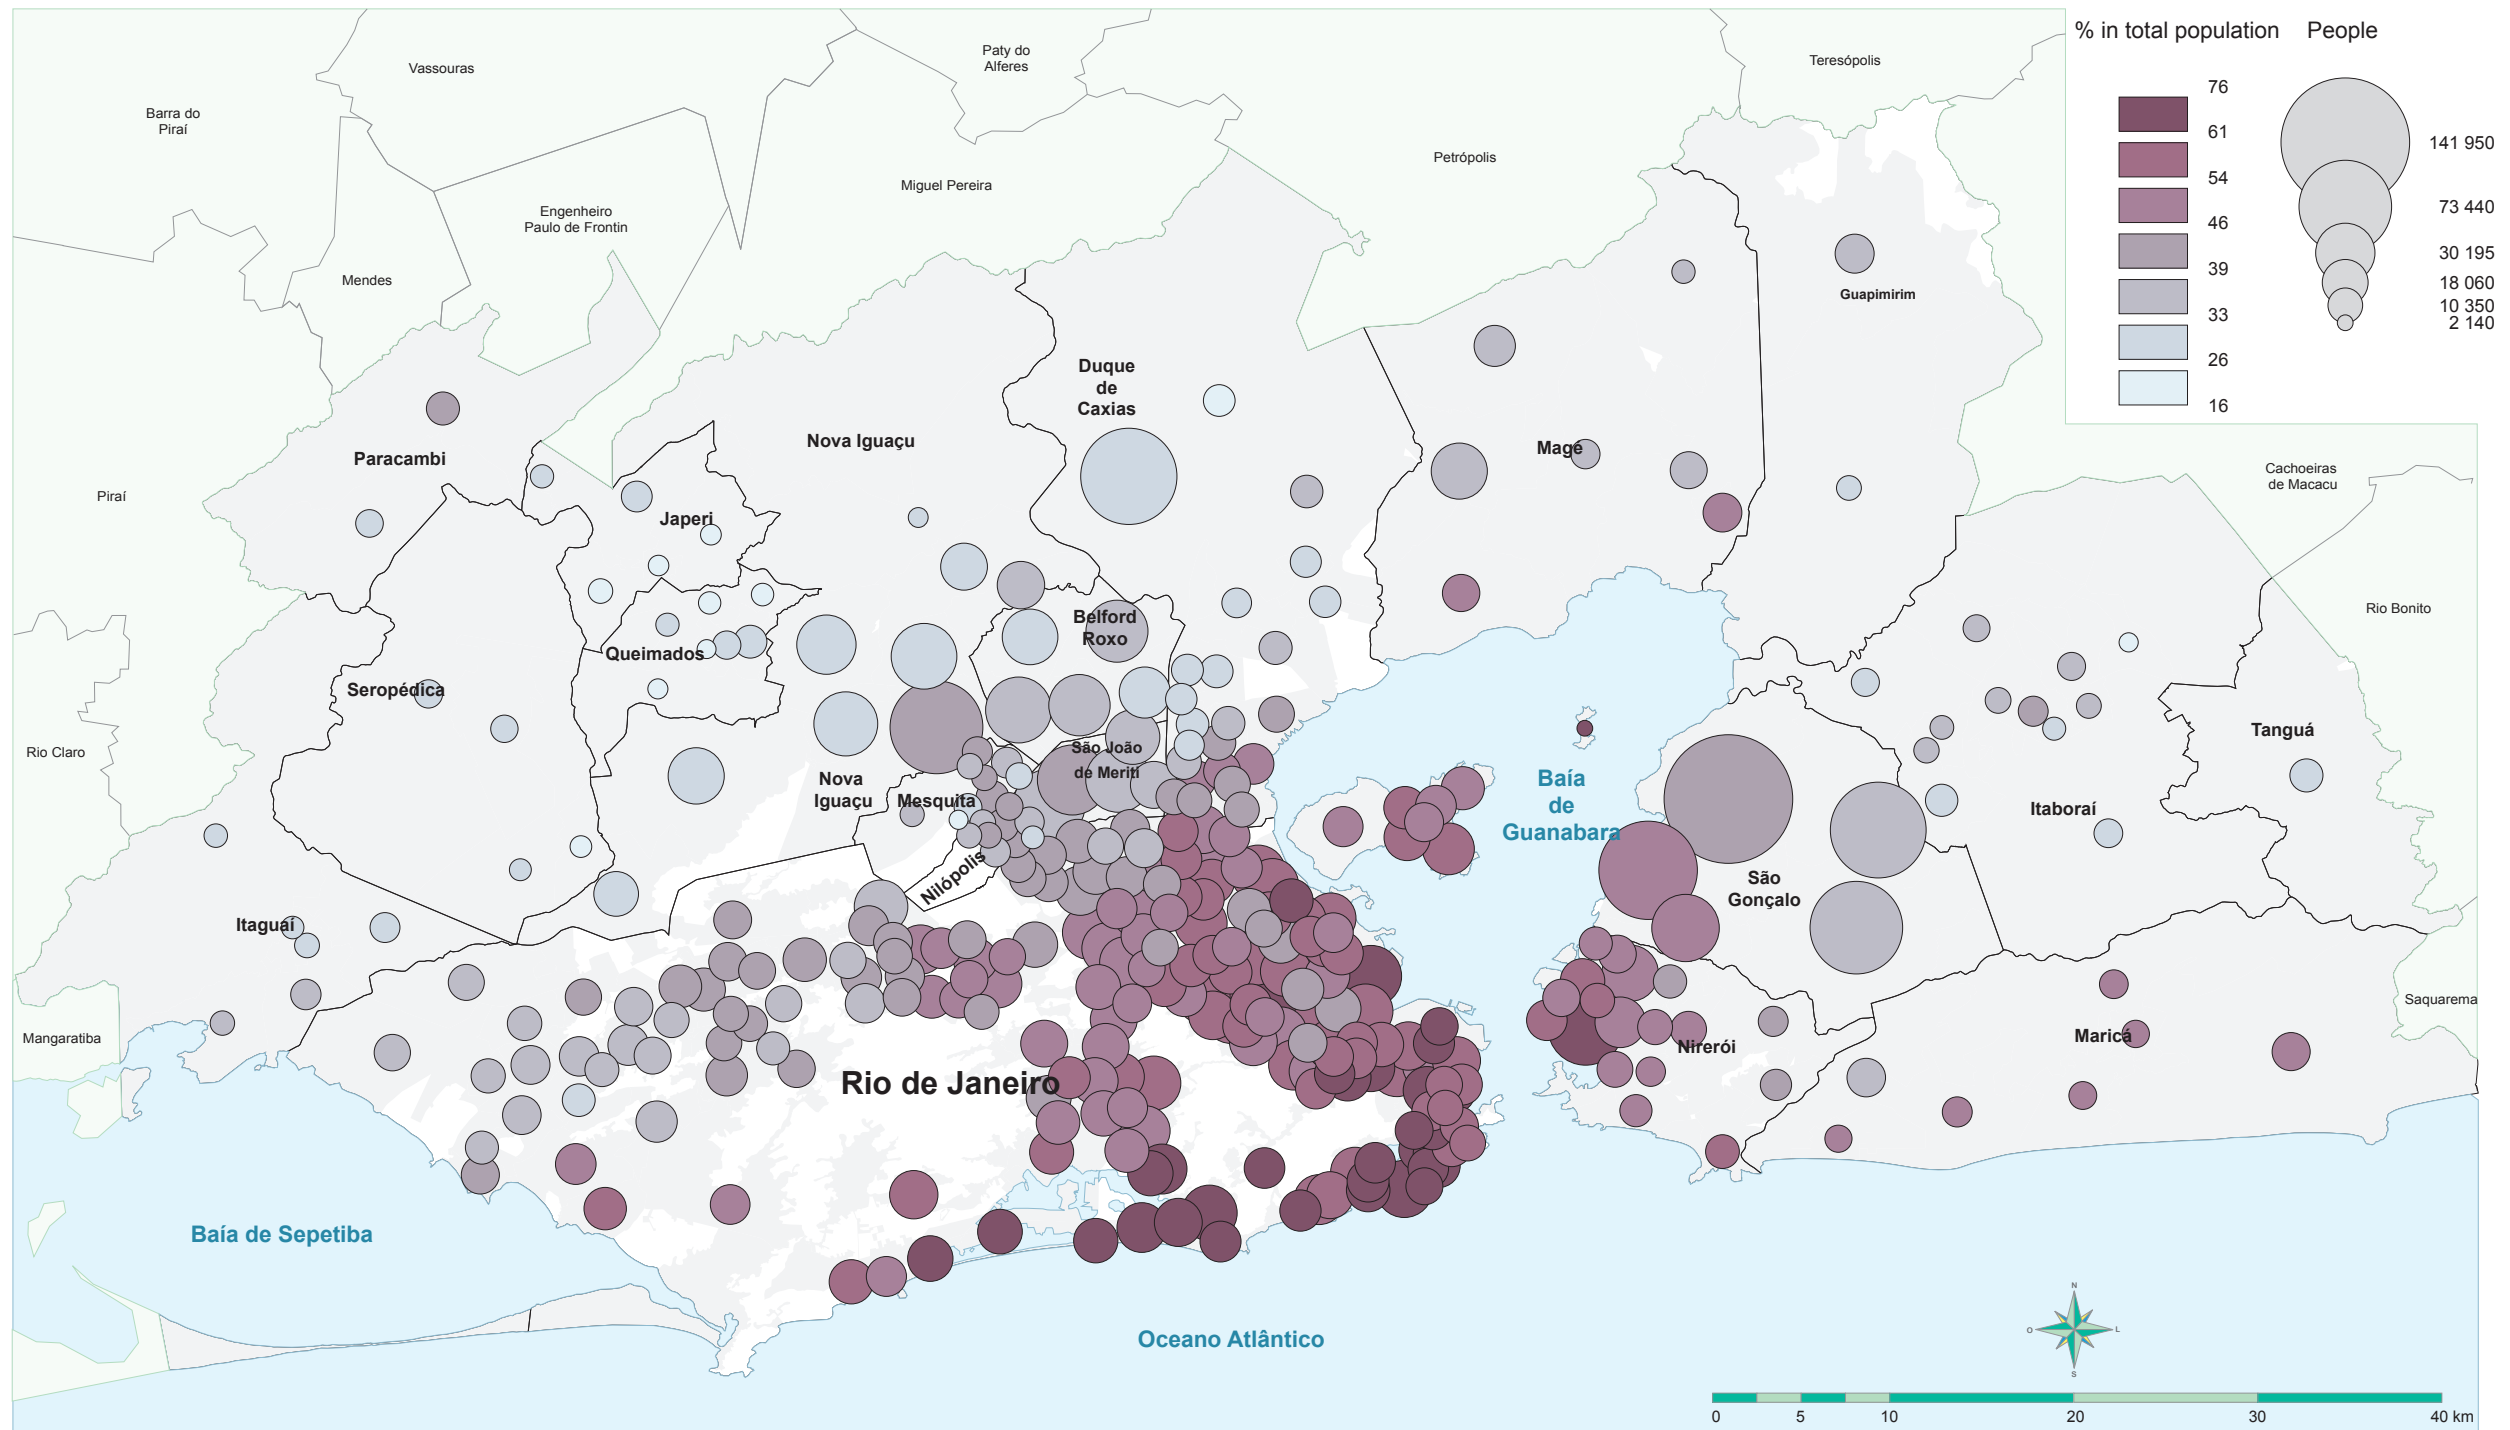 % in total population
People
76
61
54
46
39
33
26
16
141 950
73 440
30 195
18 060
10 350
2 140
Vassouras
Paty do
Alferes
Teresópolis
Barra do
Piraí
Petrópolis
Miguel Pereira
Engenheiro
Paulo de Frontin
Mendes
Guapimirim
Duque
de
Caxias
Nova Iguaçu
Magé
Paracambi
Cachoeiras
de Macacu
Piraí
Japeri
Rio Bonito
Belford
Roxo
Queimados
Seropédica
Tanguá
Rio Claro
São João
de Meriti
Nova
Iguaçu
Mesquita
Baía
de
Guanabara
Itaboraí
Nilópolis
São
Gonçalo
Itaguaí
Saquarema
Mangaratiba
Maricá
Nirerói
Rio de Janeiro
Baía de Sepetiba
Oceano Atlântico
N
O
L
S
0
5
10
20
30
40 km